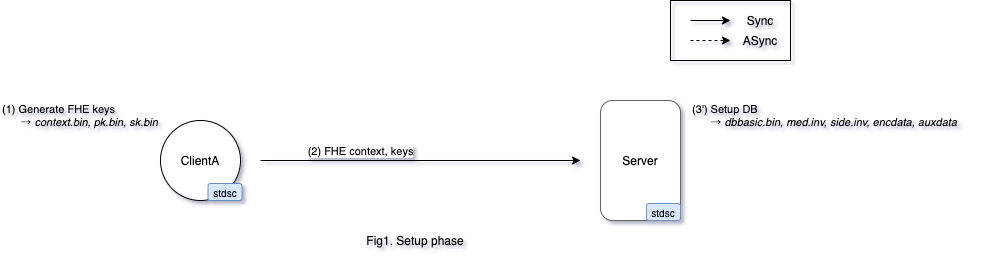 Sync
ASync
(1) Generate FHE keys
→ context.bin, pk.bin, sk.bin
(3') Setup DB
→ dbbasic.bin, med.inv, side.inv, encdata, auxdata
(2) FHE context, keys
ClientA
Server
stdsc
stdsc
Fig1. Setup phase